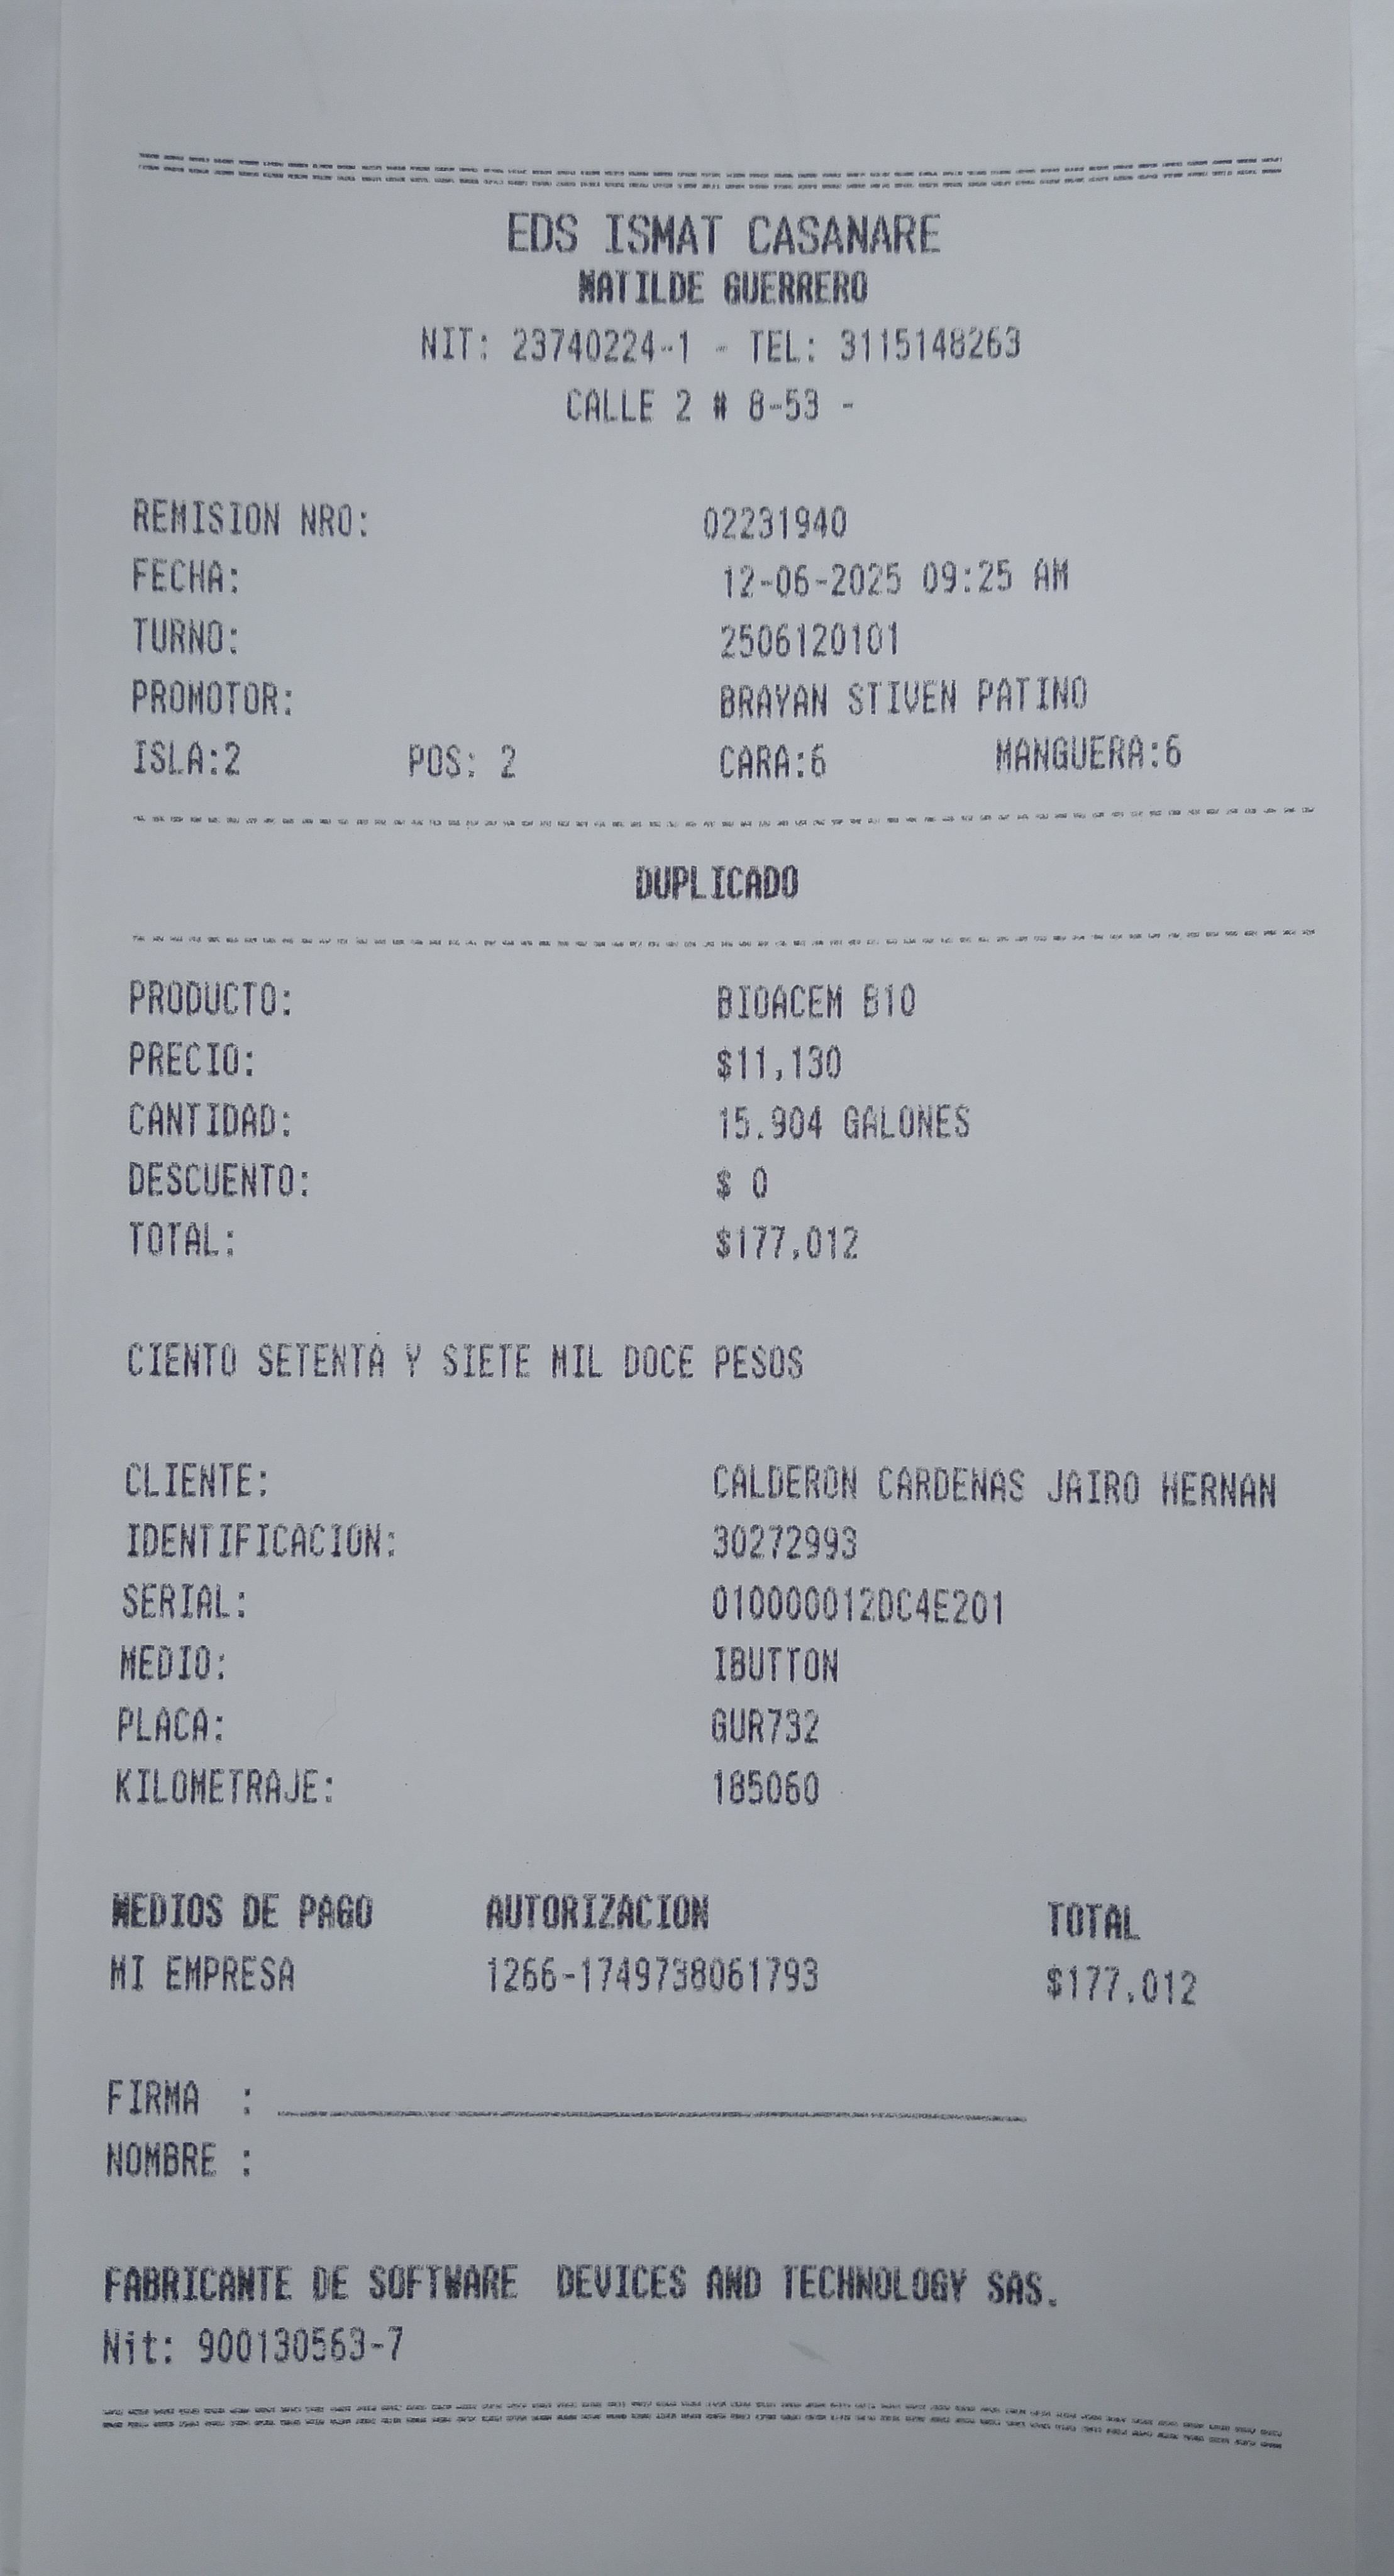 EDS ISMAT CASANARE
MATILDE GUERRERO
NIT: 23740224-1 - TEL: 3115148263
CALLE 2 # 8-53 -
REMISION NRO: 02231940
FECHA: 12-06-2025 09:25 AM
TURNO: 2506120101
PROMOTOR: BRAYAN STIVEN PATINO
ISLA:2 POS: 2 CARA:6 MANGUERA:6
DUPLICADO
PRODUCTO: BIOACEM B10
PRECIO: $11,130
CANTIDAD: 15.904 GALONES
DESCUENTO: $ 0
TOTAL: $177,012
CIENTO SETENTA Y SIETE MIL DOCE PESOS
CLIENTE: CALDERON CARDENAS JAIRO HERNAN
IDENTIFICACION: 30272993
SERIAL: 010000012DC4E201
MEDIO: IBUTTON
PLACA: GUR732
KILOMETRAJE: 185060
MEDIOS DE PAGO AUTORIZACION TOTAL
MI EMPRESA 1266-1749738061793 $177,012
FIRMA :
NOMBRE :
FABRICANTE DE SOFTWARE DEVICES AND TECHNOLOGY SAS.
Nit: 900130563-7